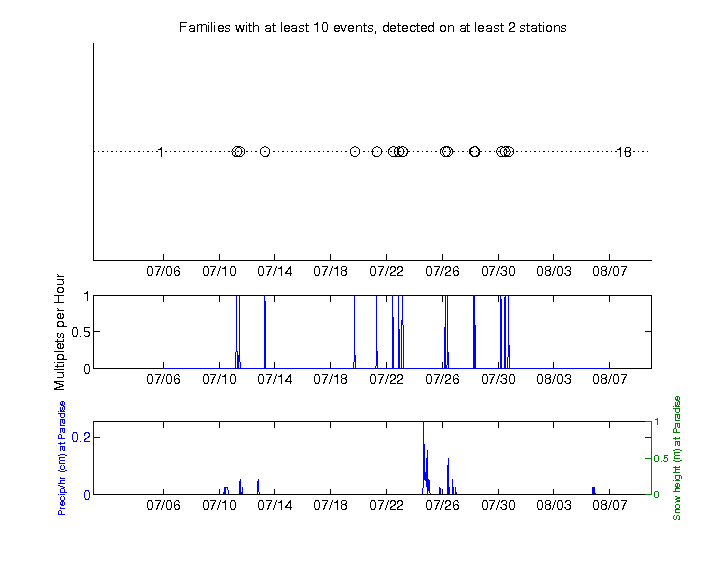 Families with at least 10 events, detected on at least 2 stations
1 16
07/06 07/10 07/14 07/18 07/22 07/26 07/30 08/03 08/07
Multiplets per Hour
1
0.5
0
07/06 07/10 07/14 07/18 07/22 07/26 07/30 08/03 08/07
Precip/hr (cm) at Paradise
0.2
0
1
0.5
0
Snow height (m) at Paradise
07/06 07/10 07/14 07/18 07/22 07/26 07/30 08/03 08/07